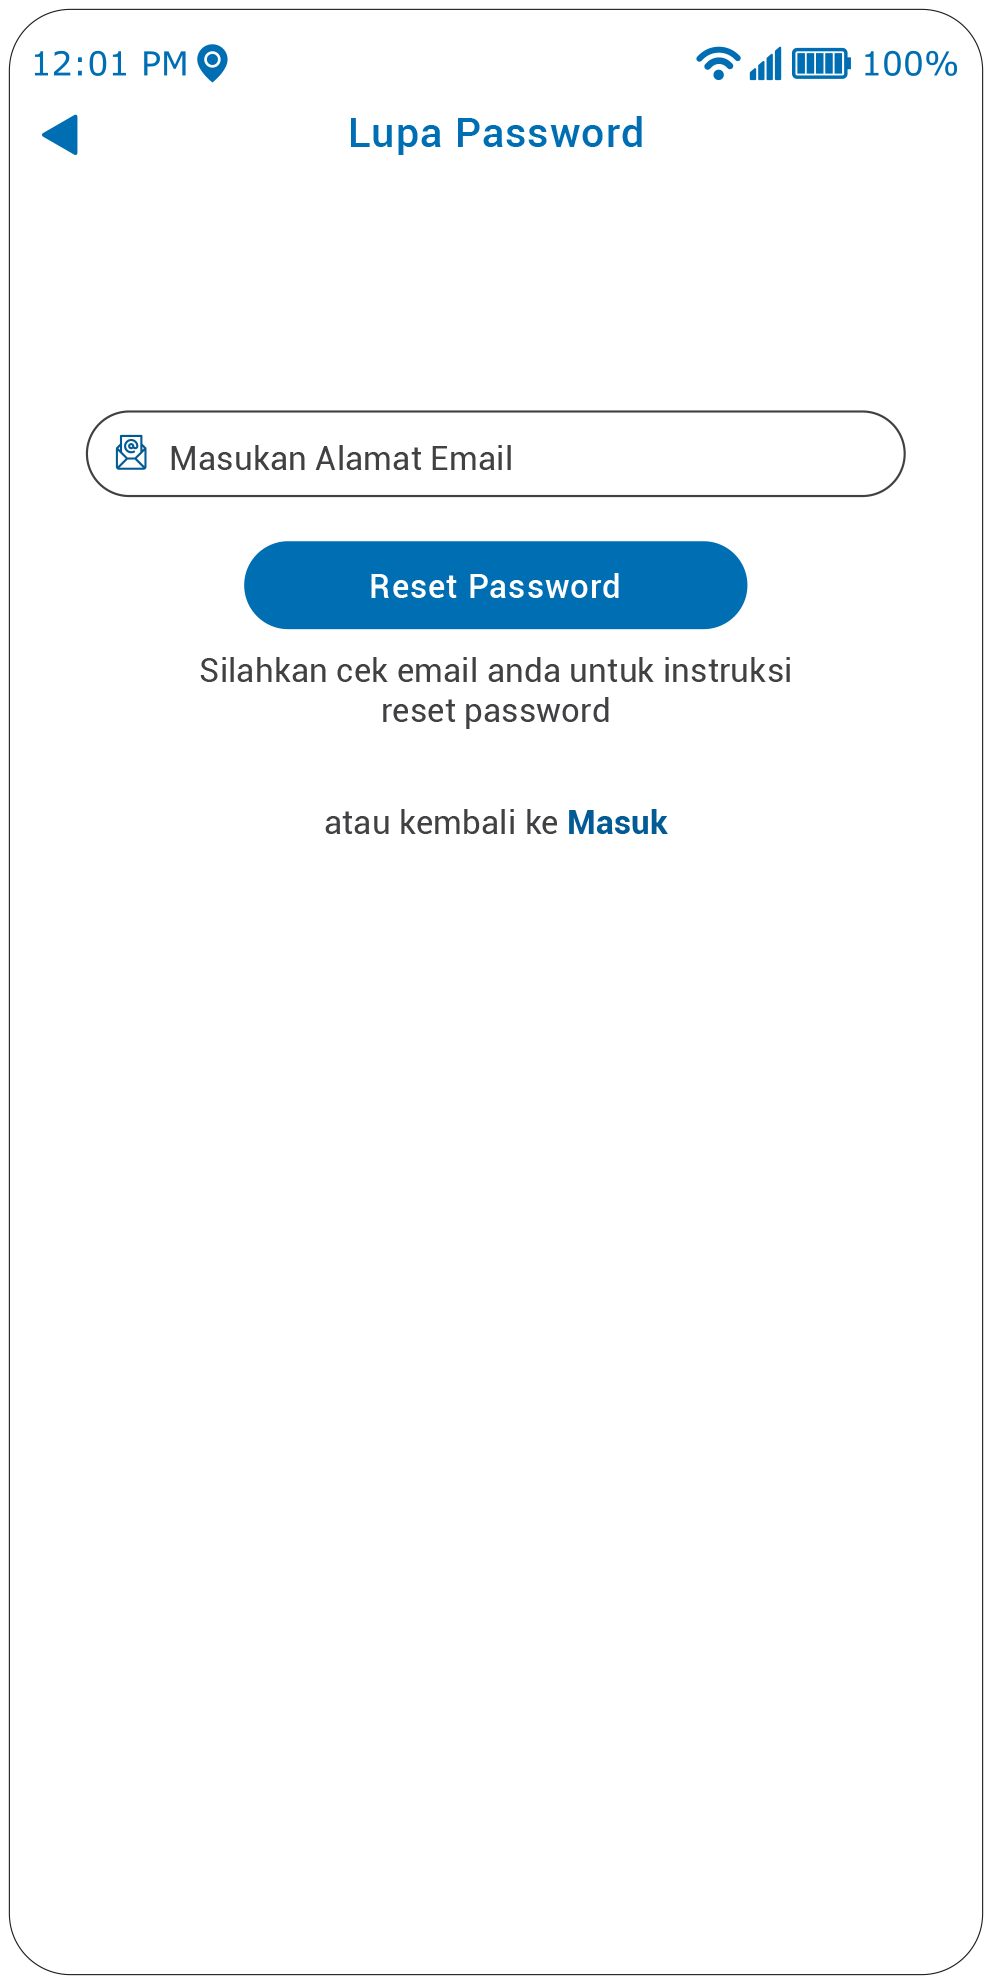 12:01 PM 100%
Lupa Password
Masukan Alamat Email
Reset Password
Silahkan cek email anda untuk instruksi
reset password
atau kembali ke Masuk